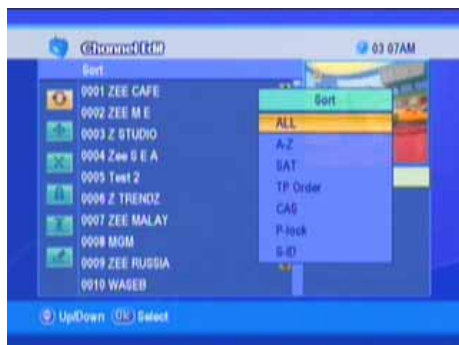 Channel Edit
03 07AM
Sort
0001 ZEE CAFE
0002 ZEE M E
0003 Z STUDIO
0004 Zee S E A
0005 Test 2
0006 Z TRENDZ
0007 ZEE MALAY
0008 MGM
0009 ZEE RUSSIA
0010 WASEB
Sort
ALL
A-Z
SAT
TP Order
CAS
P-lock
S-ID
Up/Down OK Select